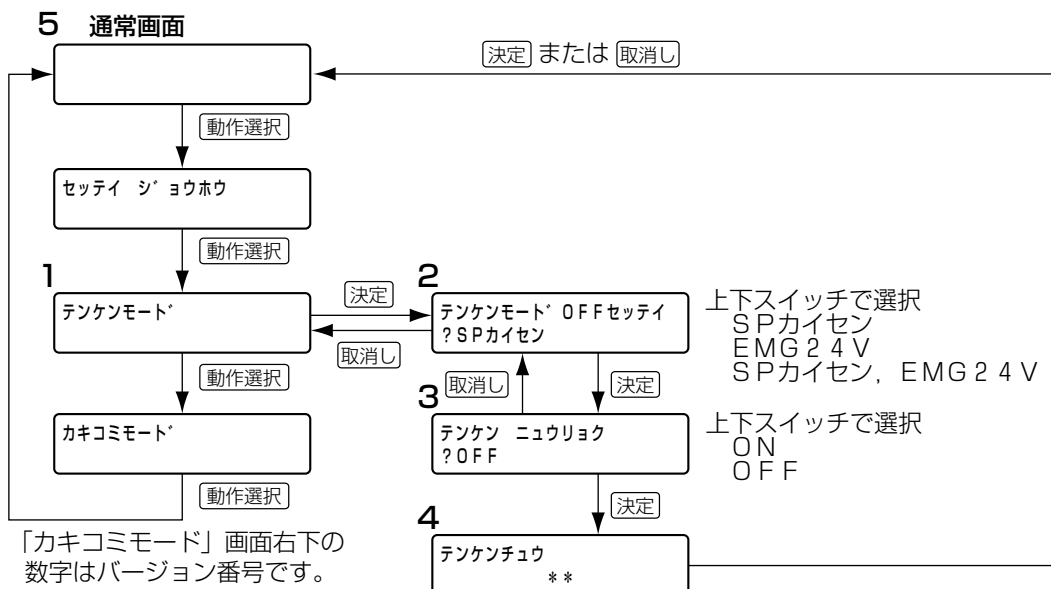 5 通常画面
決定 または 取消し
動作選択
セッテイ ジョウホウ
動作選択
1
テンケンモード
決定
取消し
2
テンケンモード OFFセッテイ
?SPカイセン
上下スイッチで選択
SPカイセン
EMG24V
SPカイセン,EMG24V
動作選択
取消し
決定
3
カキコミモード
テンケン ニュウリョク
?OFF
上下スイッチで選択
ON
OFF
動作選択
決定
「カキコミモード」画面右下の
数字はバージョン番号です。
4
テンケンチュウ
**